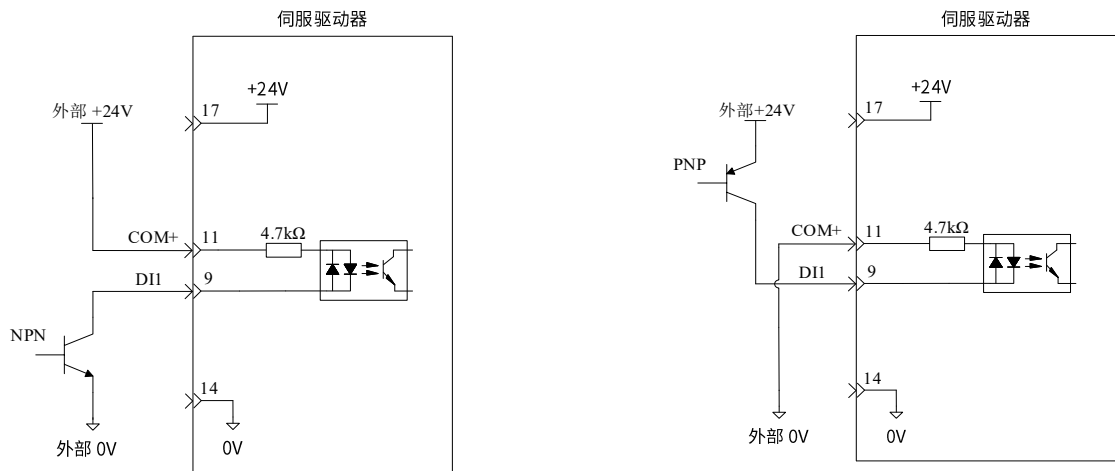 伺服驱动器
+24V
17
外部 +24V
COM+
11
4.7kΩ
DI1
9
NPN
14
外部 0V
0V
伺服驱动器
+24V
17
外部+24V
PNP
COM+
11
4.7kΩ
DI1
9
14
外部 0V
0V